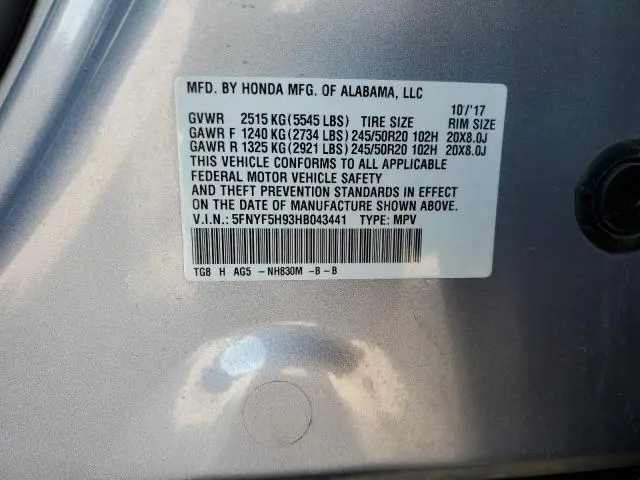 MFD. BY HONDA MFG. OF ALABAMA, LLC
10/'17
GVWR 2515 KG (5545 LBS) TIRE SIZE RIM SIZE
GAWR F 1240 KG (2734 LBS) 245/50R20 102H 20X8.0J
GAWR R 1325 KG (2921 LBS) 245/50R20 102H 20X8.0J
THIS VEHICLE CONFORMS TO ALL APPLICABLE
FEDERAL MOTOR VEHICLE SAFETY
AND THEFT PREVENTION STANDARDS IN EFFECT
ON THE DATE OF MANUFACTURE SHOWN ABOVE.
V.I.N.: 5FNYF5H93HB043441 TYPE: MPV
TG8 H AG5 -NH830M -B-B